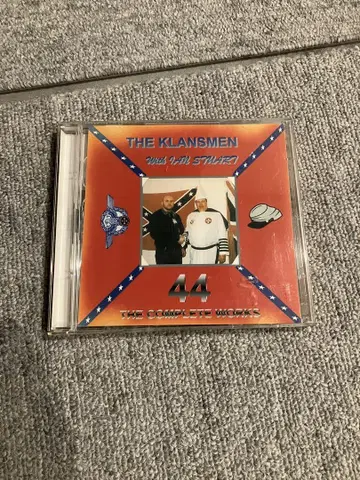 THE KLANSMEN
With IAN STUART
44
THE COMPLETE WORKS